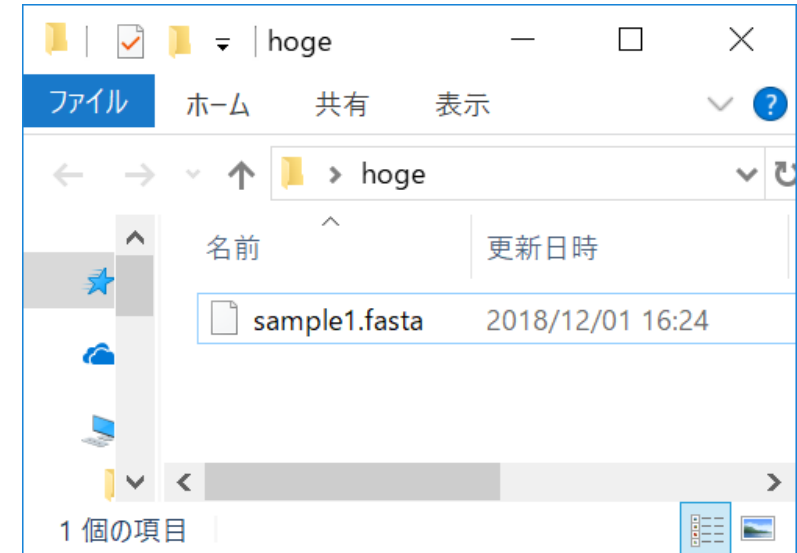 hoge
ファイル ホーム 共有 表示 ?
hoge
名前 更新日時
sample1.fasta 2018/12/01 16:24
1 個の項目